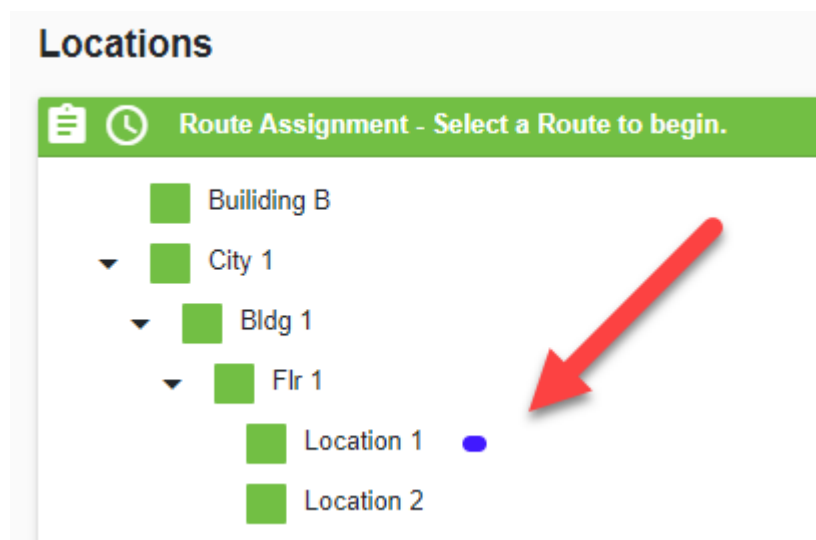 Locations
Route Assignment - Select a Route to begin.
Builiding B
City 1
Bldg 1
Flr 1
Location 1
Location 2